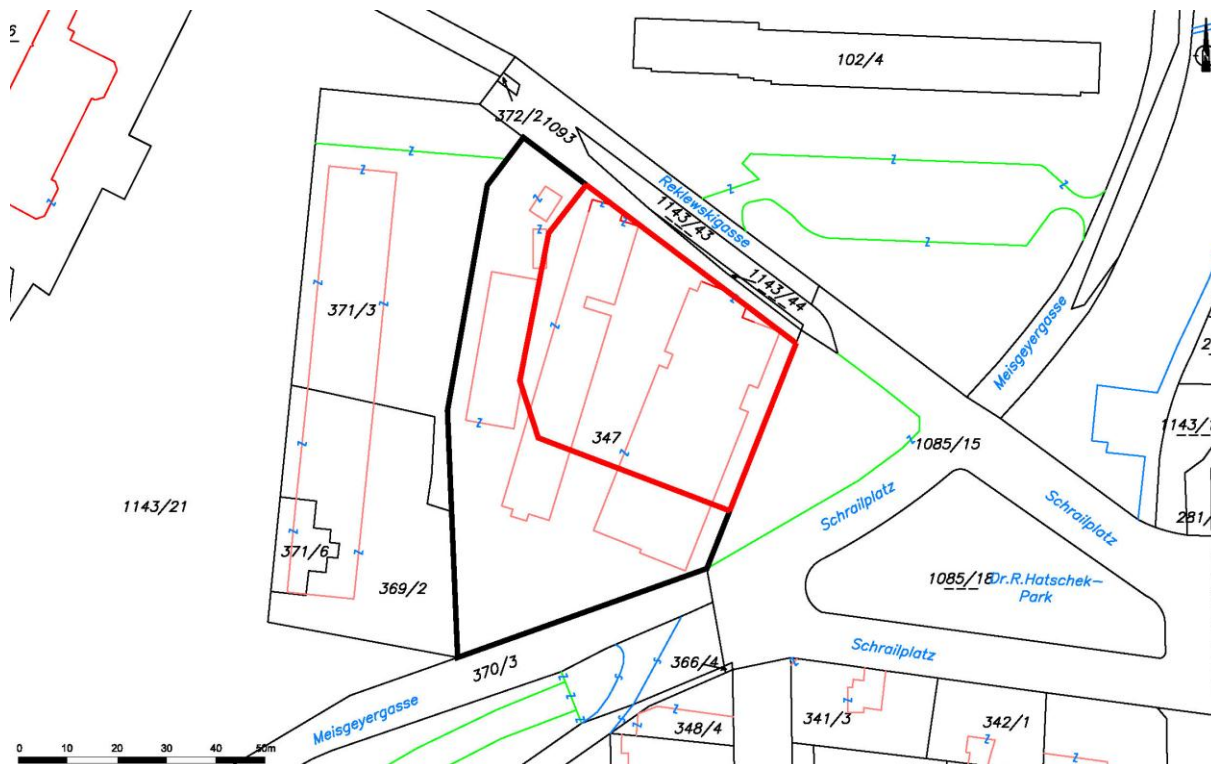 6
102/4
372/2
1093
Reklewskigasse
1143/43
1143/44
371/3
Meisgeyergasse
347
1085/15
1143/21
Schrailplatz
Schrailplatz
281/
371/6
369/2
1085/18
Dr.R.Hatschek-
Park
Schrailplatz
370/3
366/4
Meisgeyergasse
348/4
341/3
342/1
0 10 20 30 40 50m